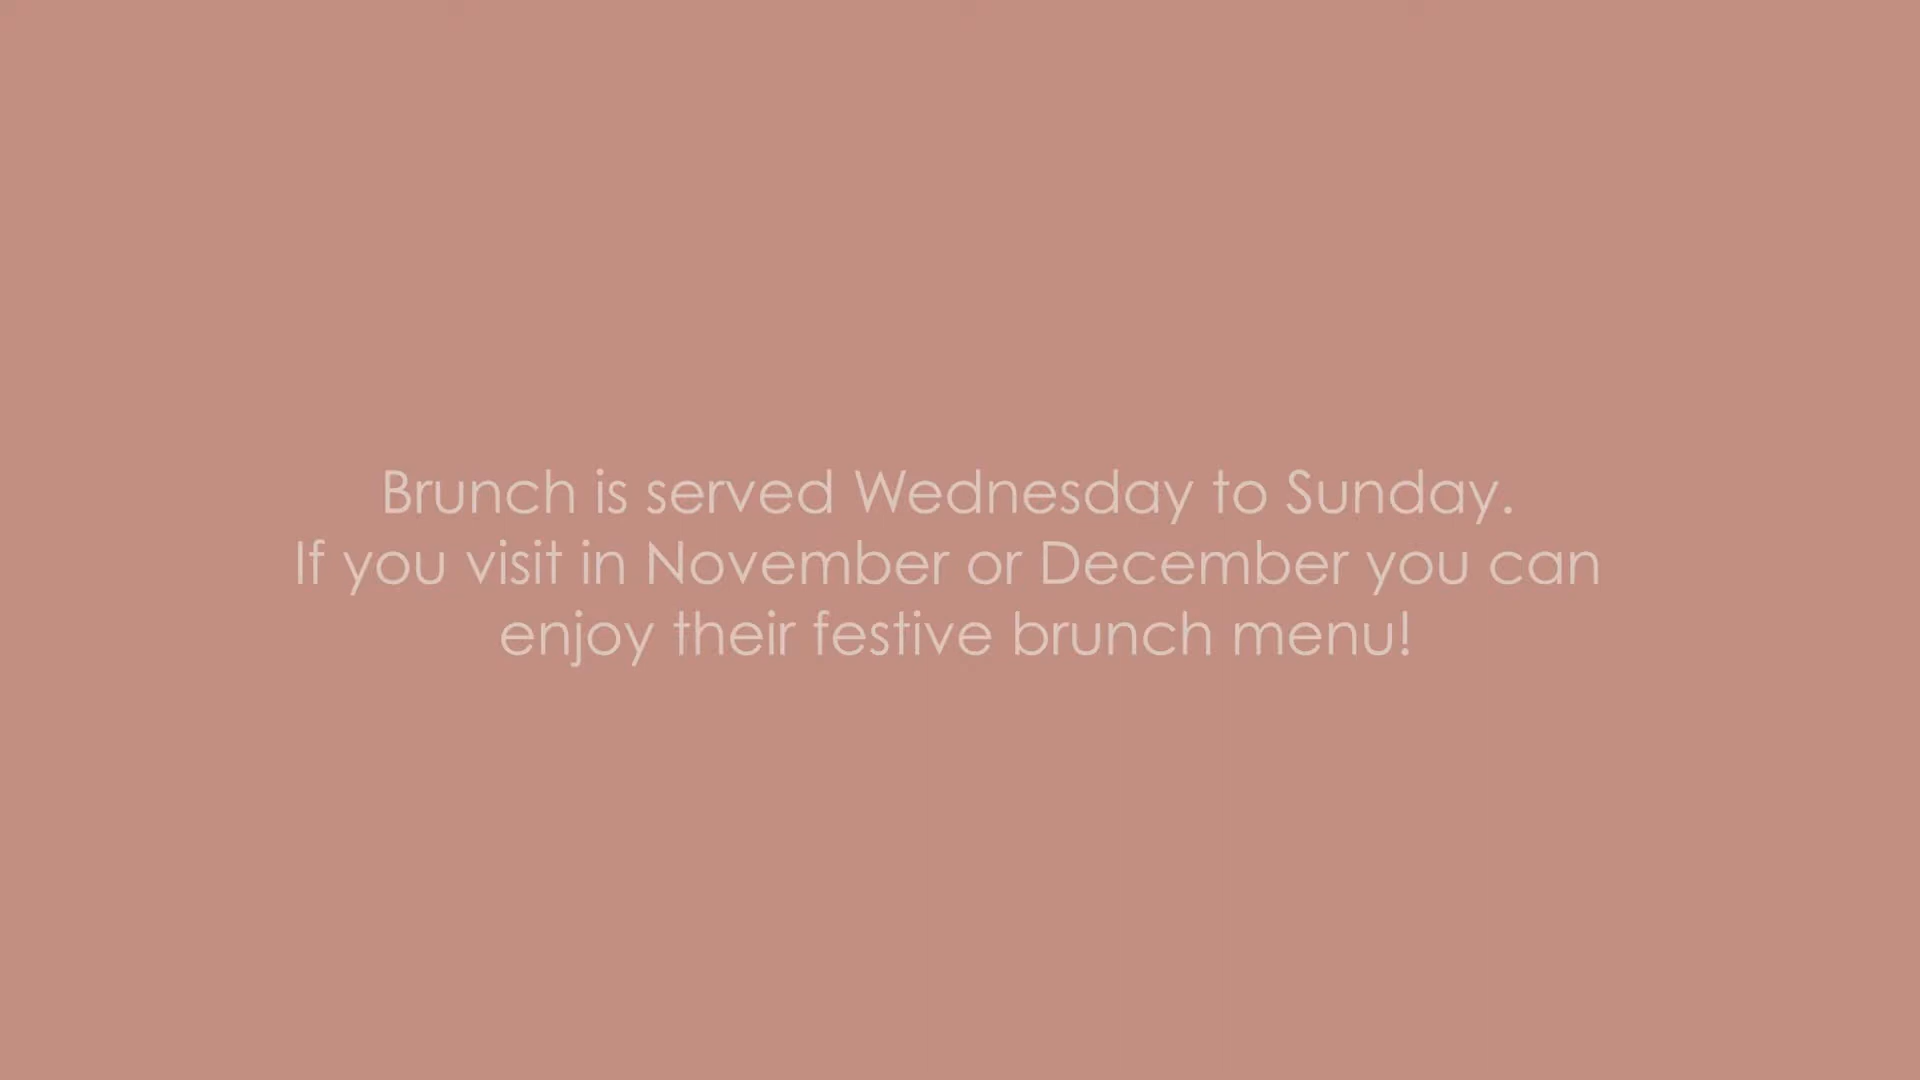 Brunch is served Wednesday to Sunday.
If you visit in November or December you can
enjoy their festive brunch menu!